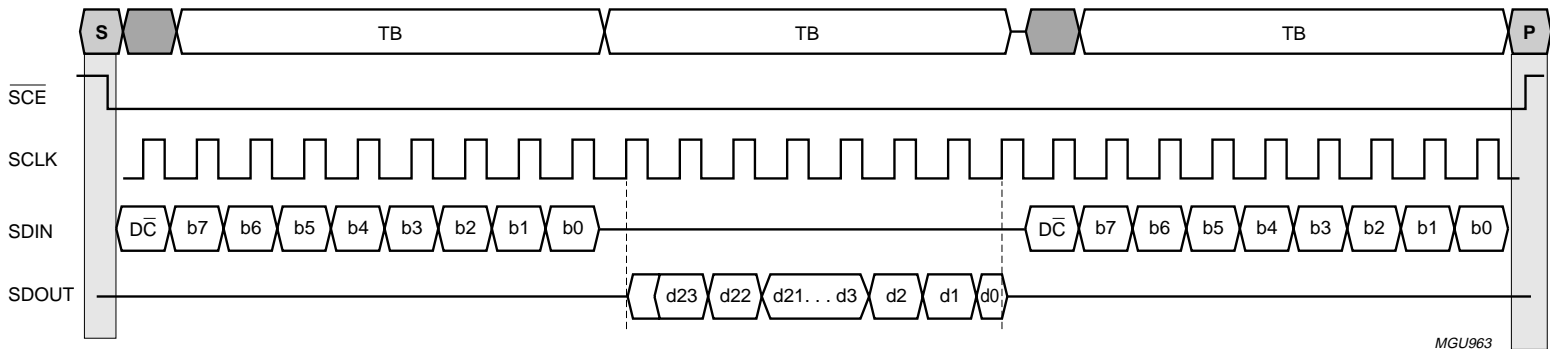 S TB TB TB P
S̅C̅E̅
SCLK
SDIN DC̅ b7 b6 b5 b4 b3 b2 b1 b0 DC̅ b7 b6 b5 b4 b3 b2 b1 b0
SDOUT d23 d22 d21. . . d3 d2 d1 d0
MGU963